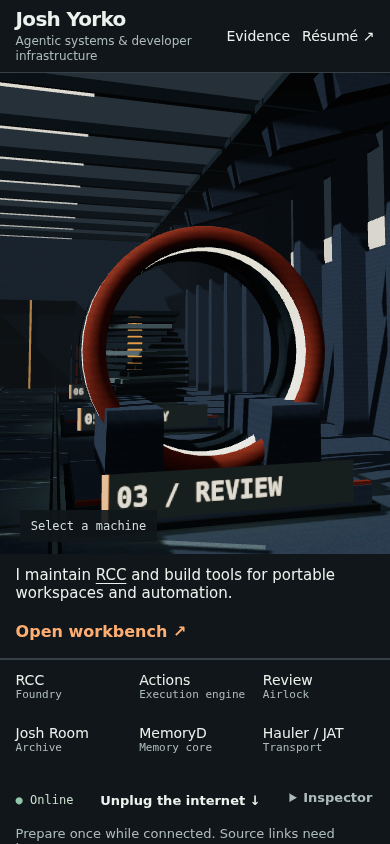 Josh Yorko
Agentic systems & developer
infrastructure
Evidence Résumé ↗
06
03 / REVIEW
Select a machine
I maintain RCC and build tools for portable
workspaces and automation.
Open workbench ↗
RCC Actions Review
Foundry Execution engine Airlock
Josh Room MemoryD Hauler / JAT
Archive Memory core Transport
Online Unplug the internet ↓ ▶ Inspector
Prepare once while connected. Source links need